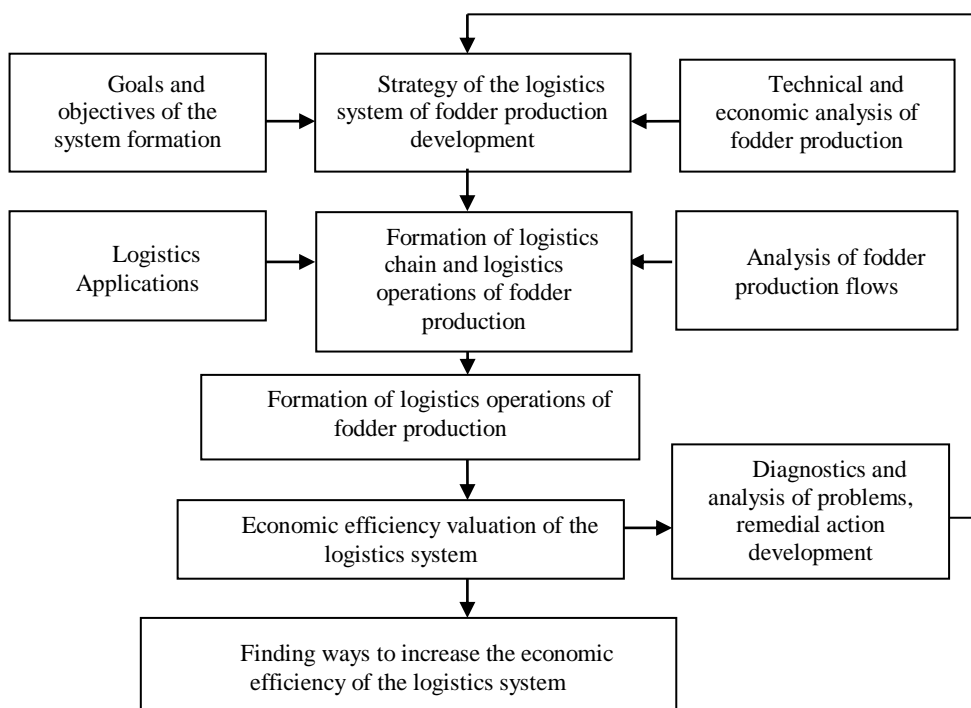 Goals and
objectives of the
system formation
Strategy of the logistics
system of fodder production
development
Technical and
economic analysis of
fodder production
Logistics
Applications
Formation of logistics
chain and logistics
operations of fodder
production
Analysis of fodder
production flows
Formation of logistics operations of
fodder production
Economic efficiency valuation of the
logistics system
Diagnostics and
analysis of problems,
remedial action
development
Finding ways to increase the economic
efficiency of the logistics system